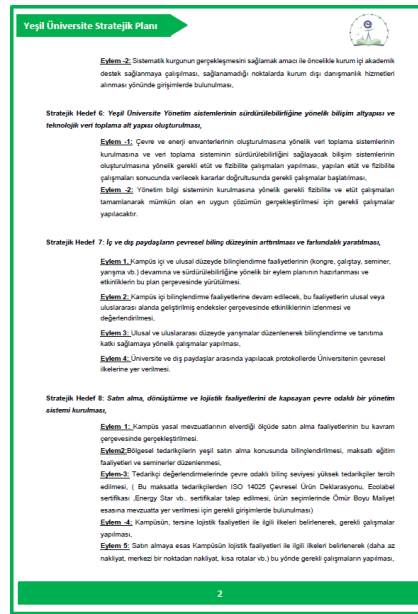 Yeşil Üniversite Stratejik Planı
Eylem -2: Sistematik kurgunun gerçekleşmesini sağlamak amacı ile öncelikle kurum içi akademik
destek sağlanmaya çalışılması, sağlanamadığı noktalarda kurum dışı danışmanlık hizmetleri
alınması yönünde girişimlerde bulunulması,
Stratejik Hedef 6: Yeşil Üniversite Yönetim sistemlerinin sürdürülebilirliğine yönelik bilişim altyapısı ve
teknolojik veri toplama alt yapısı oluşturulması,
Eylem -1: Çevre ve enerji envanterlerinin oluşturulmasına yönelik veri toplama sistemlerinin
kurulmasına ve veri toplama sisteminin sürdürülebilirliğini sağlayacak bilişim sistemlerinin
oluşturulmasına yönelik gerekli etüt ve fizibilite çalışmaları yapılması, yapılan etüt ve fizibilite
çalışmaları sonucunda verilecek kararlar doğrultusunda gerekli çalışmalar başlatılması,
Eylem -2: Yönetim bilgi sisteminin kurulmasına yönelik gerekli fizibilite ve etüt çalışmaları
tamamlanarak mümkün olan en uygun çözümün gerçekleştirilmesi için gerekli çalışmalar
yapılacaktır.
Stratejik Hedef 7: İç ve dış paydaşların çevresel bilinç düzeyinin arttırılması ve farkındalık yaratılması,
Eylem 1. Kampüs içi ve ulusal düzeyde bilinçlendirme faaliyetlerinin (kongre, çalıştay, seminer,
yarışma vb.) devamına ve sürdürülebilirliğine yönelik bir eylem planının hazırlanması ve
etkinliklerin bu plan çerçevesinde yürütülmesi.
Eylem 2: Kampüs içi bilinçlendirme faaliyetlerine devam edilecek, bu faaliyetlerin ulusal veya
uluslararası alanda geliştirilmiş endeksler çerçevesinde etkinliklerinin izlenmesi ve
değerlendirilmesi,
Eylem 3: Ulusal ve uluslararası düzeyde yarışmalar düzenlenerek bilinçlendirme ve tanıtıma
katkı sağlamaya yönelik çalışmalar yapılması,
Eylem 4: Üniversite ve dış paydaşlar arasında yapılacak protokollerde Üniversitenin çevresel
ilkelerine yer verilmesi.
Stratejik Hedef 8: Satın alma, dönüştürme ve lojistik faaliyetlerini de kapsayan çevre odaklı bir yönetim
sistemi kurulması,
Eylem 1: Kampüs yasal mevzuatlarının elverdiği ölçüde satın alma faaliyetlerinin bu kavram
çerçevesinde gerçekleştirilmesi.
Eylem2:Bölgesel tedarikçilerin yeşil satın alma konusunda bilinçlendirilmesi, maksatlı eğitim
faaliyetleri ve seminerler düzenlenmesi,
Eylem-3: Tedarikçi değerlendirmelerinde çevre odaklı bilinç seviyesi yüksek tedarikçiler tercih
edilmesi, ( Bu maksatla tedarikçilerden ISO 14025 Çevresel Ürün Deklarasyonu, Ecolabel
sertifikası ,Energy Star vb., sertifikalar talep edilmesi, ürün seçimlerinde Ömür Boyu Maliyet
esasına mevzuatta yer verilmesi için gerekli girişimlerde bulunulması)
Eylem -4: Kampüsün, tersine lojistik faaliyetleri ile ilgili ilkeleri belirlenerek, gerekli çalışmalar
yapılması,
Eylem 5: Satın almaya esas Kampüsün lojistik faaliyetleri ile ilgili ilkeleri belirlenerek (daha az
nakliyat, merkezi bir noktadan nakliyat, kısa rotalar vb.) bu yönde gerekli çalışmaların yapılması,
2